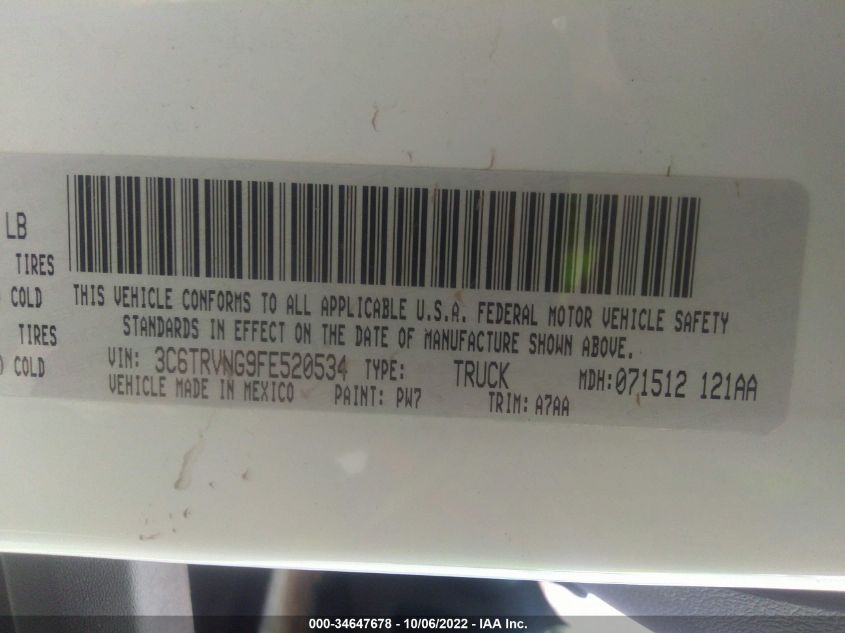 LB
TIRES
COLD
TIRES
) COLD
THIS VEHICLE CONFORMS TO ALL APPLICABLE U.S.A. FEDERAL MOTOR VEHICLE SAFETY
STANDARDS IN EFFECT ON THE DATE OF MANUFACTURE SHOWN ABOVE.
VIN: 3C6TRVNG9FE520534 TYPE: TRUCK MDH:071512 121AA
VEHICLE MADE IN MEXICO PAINT: PW7 TRIM: A7AA
000-34647678 - 10/06/2022 - IAA Inc.